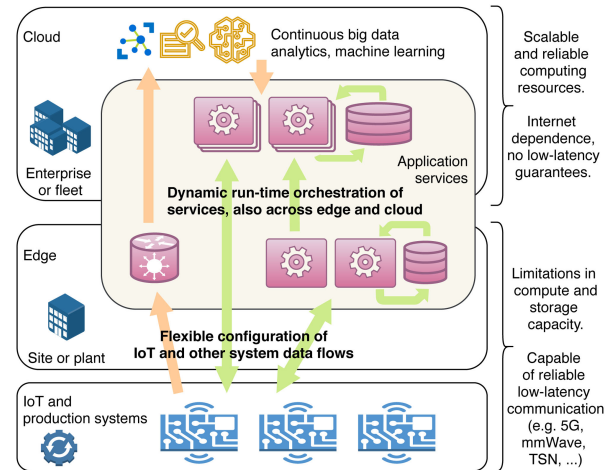 Cloud
Continuous big data
analytics, machine learning
Enterprise
or fleet
Application
services
Dynamic run-time orchestration of
services, also across edge and cloud
Scalable
and reliable
computing
resources.
Internet
dependence,
no low-latency
guarantees.
Edge
Site or plant
Flexible configuration of
IoT and other system data flows
Limitations in
compute and
storage
capacity.
Capable
of reliable
low-latency
communication
(e.g. 5G,
mmWave,
TSN, ...)
IoT and
production systems